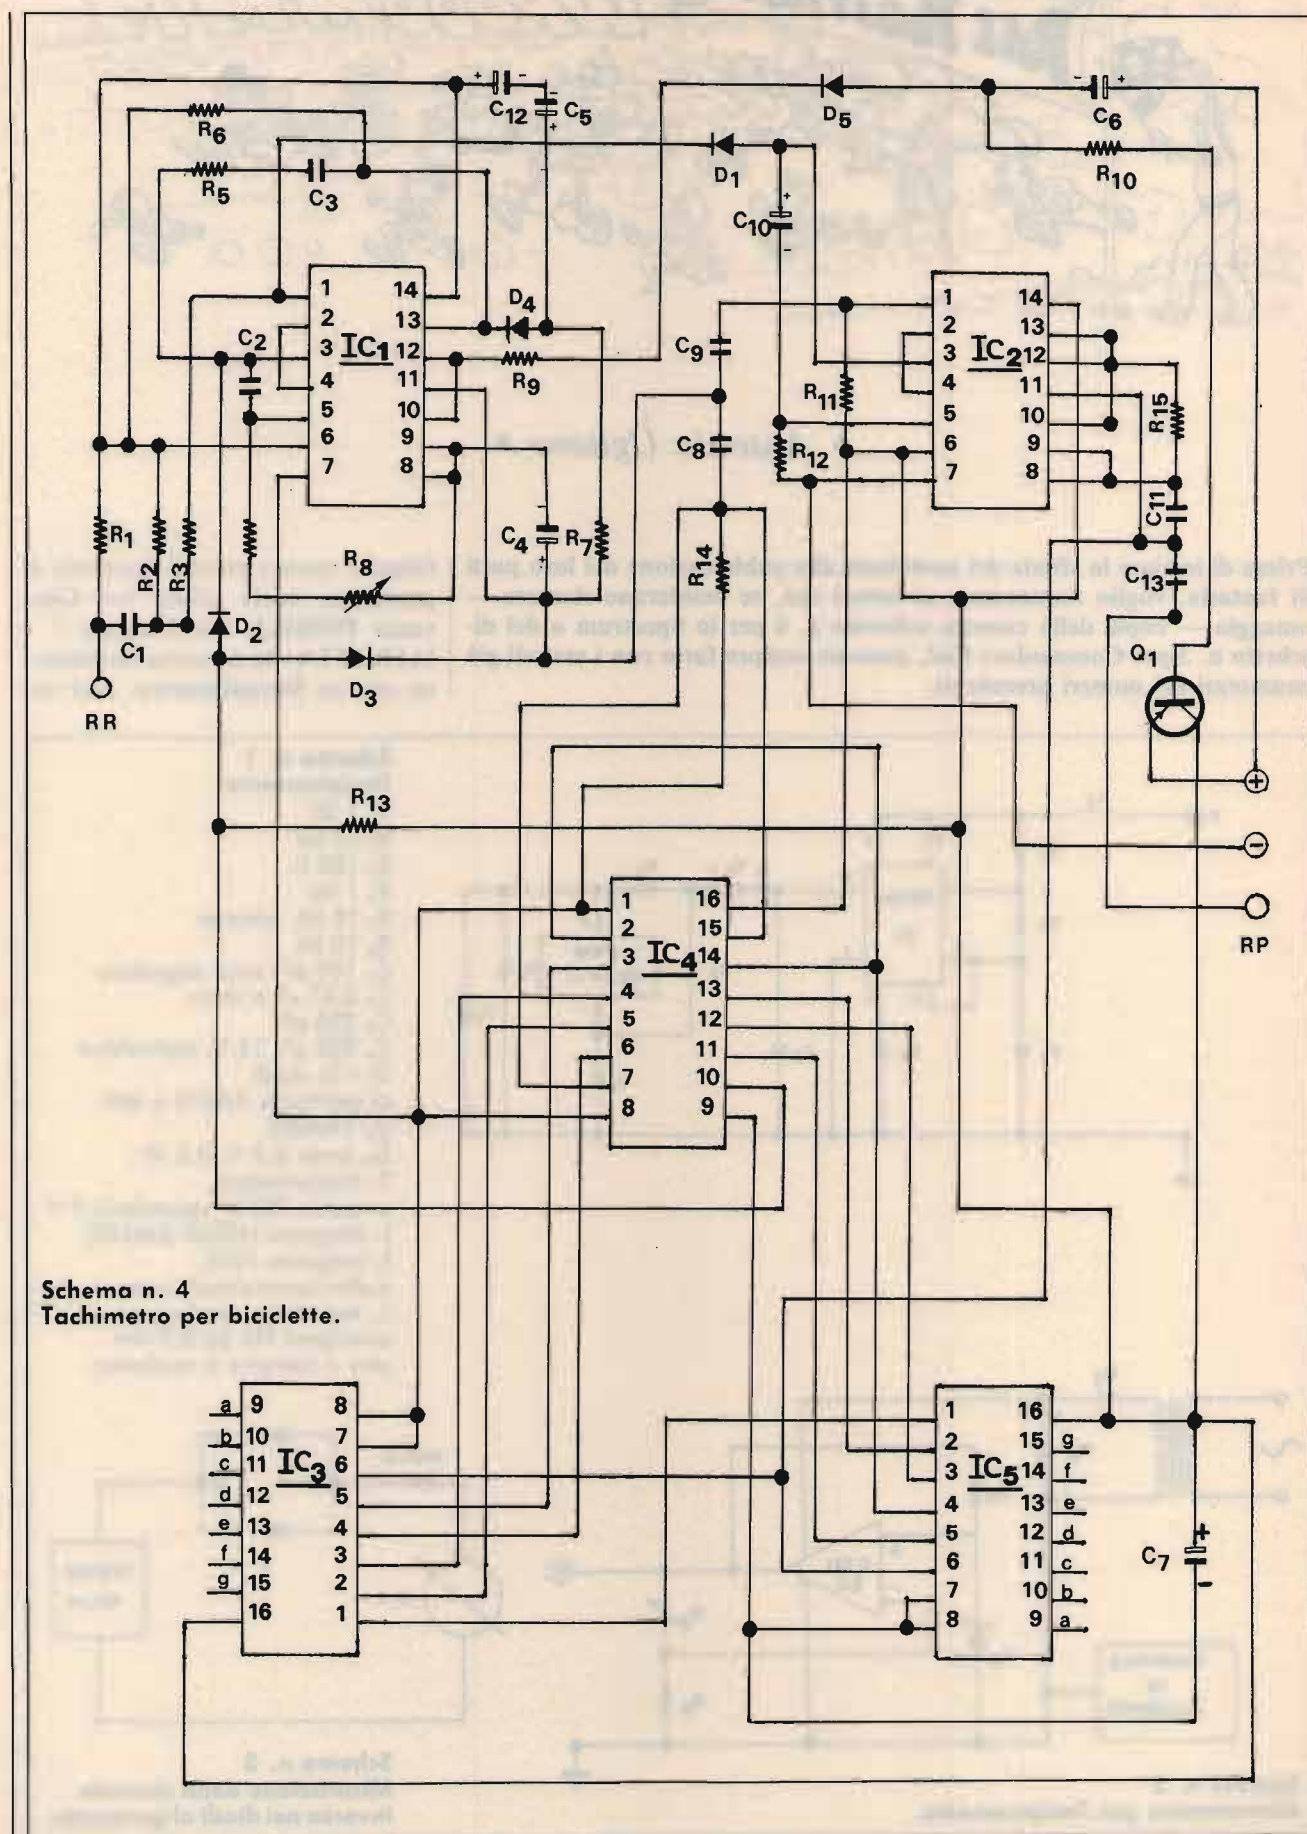 + -
C12
-
C5
+
D5
- +
C6
R6
R10
R5
C3
D1
+
C10
-
1 14
2 13
3 IC1 12
4 11
5 10
6 9
7 8
C2
D4
R9
C9
R11
C8
R12
1 14
2 13
3 IC2 12
4 11
5 10
6 9
7 8
R15
R1
R2
R3
R8
-
C4
+
R7
R14
C11
C13
C1
D2
D3
Q1
RR
+
R13
-
RP
1 16
2 15
3 IC4 14
4 13
5 12
6 11
7 10
8 9
Schema n. 4
Tachimetro per biciclette.
a 9 8
b 10 7
c 11 IC3 6
d 12 5
e 13 4
f 14 3
g 15 2
16 1
1 16
2 15 g
3 IC5 14 f
4 13 e
5 12 d
6 11 c
7 10 b
8 9 a
+
C7
-